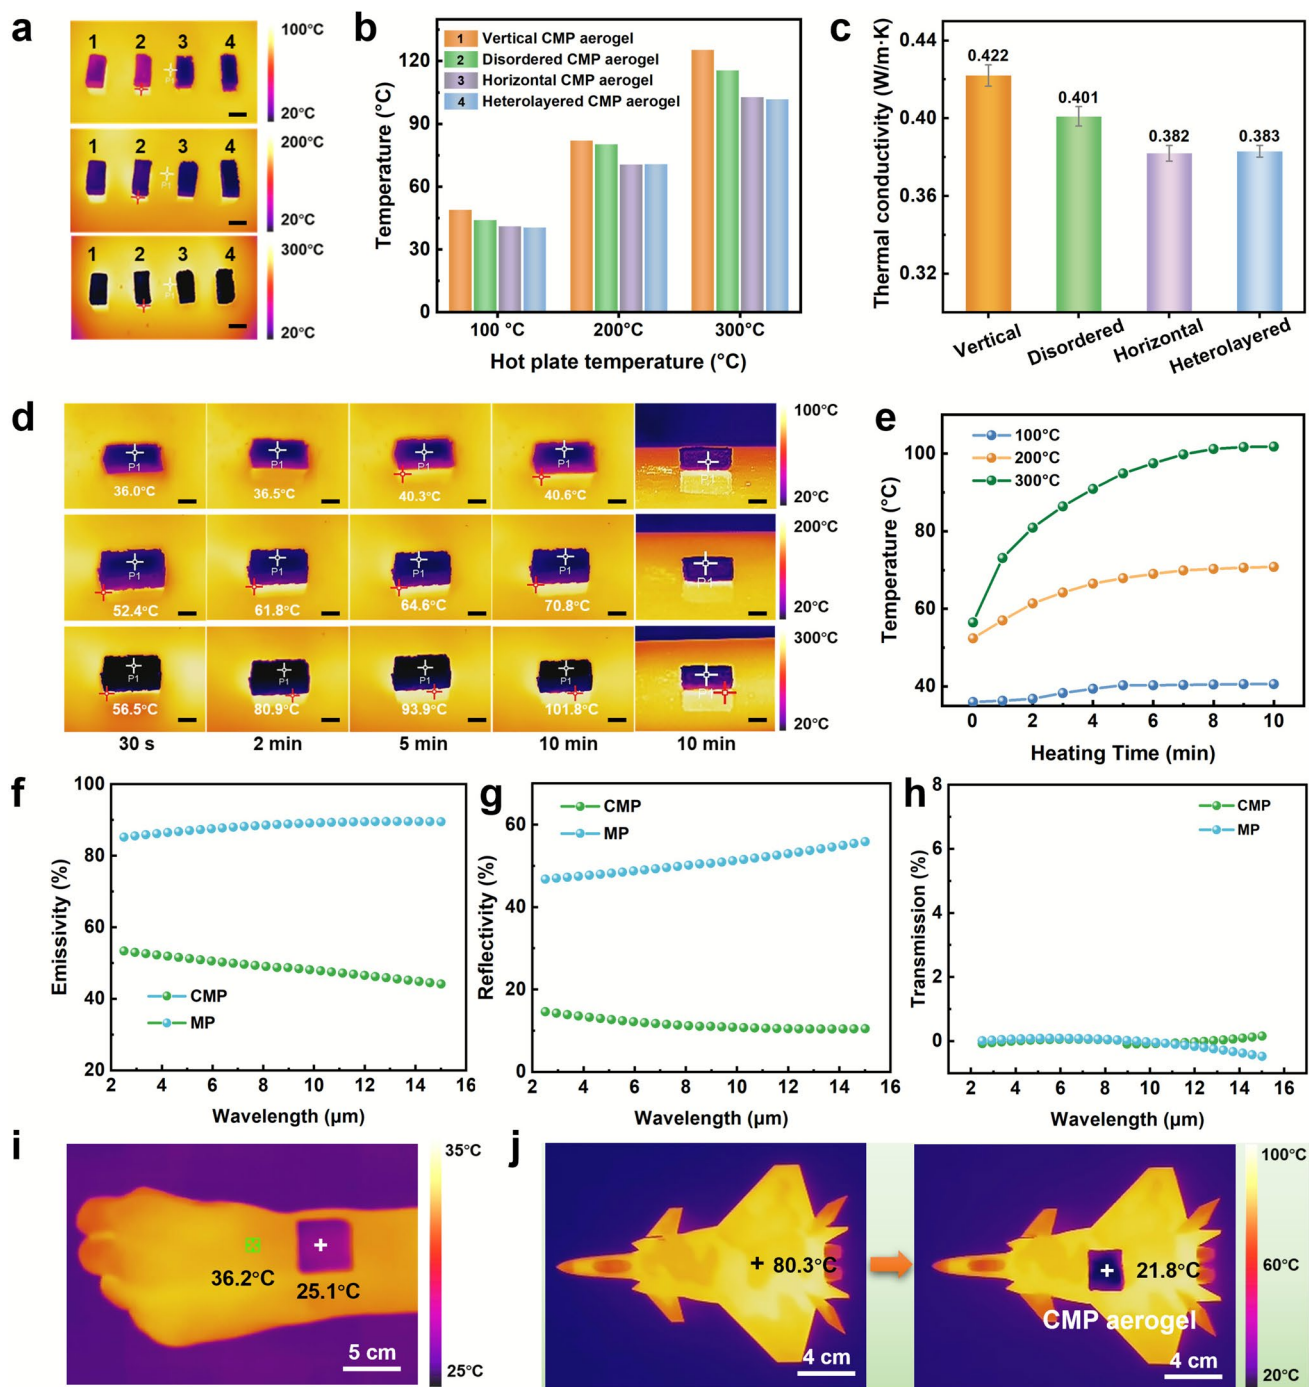 a
1 2 3 4
100°C
20°C
1 2 3 4
200°C
20°C
1 2 3 4
300°C
20°C
P1
P1
P1
b
Temperature (°C)
120
90
60
30
0
1 Vertical CMP aerogel
2 Disordered CMP aerogel
3 Horizontal CMP aerogel
4 Heterolayered CMP aerogel
100°C 200°C 300°C
Hot plate temperature (°C)
c
Thermal conductivity (W/m·K)
0.44
0.40
0.36
0.32
0.422
0.401
0.382
0.383
Vertical Disordered Horizontal Heterolayered
d
P1 P1 P1 P1 P1
36.0°C 36.5°C 40.3°C 40.6°C
100°C
20°C
P1 P1 P1 P1 P1
52.4°C 61.8°C 64.6°C 70.8°C
200°C
20°C
P1 P1 P1 P1 P1
56.5°C 80.9°C 93.9°C 101.8°C
300°C
20°C
30 s 2 min 5 min 10 min 10 min
e
Temperature (°C)
100
80
60
40
100°C
200°C
300°C
0 2 4 6 8 10
Heating Time (min)
f
Emissivity (%)
100
80
60
40
20
CMP
MP
2 4 6 8 10 12 14 16
Wavelength (μm)
g
Reflectivity (%)
60
40
20
0
CMP
MP
2 4 6 8 10 12 14 16
Wavelength (μm)
h
Transmission (%)
8
6
4
2
0
CMP
MP
2 4 6 8 10 12 14 16
Wavelength (μm)
i
36.2°C
25.1°C
5 cm
35°C
25°C
j
80.3°C
4 cm
21.8°C
CMP aerogel
4 cm
100°C
60°C
20°C